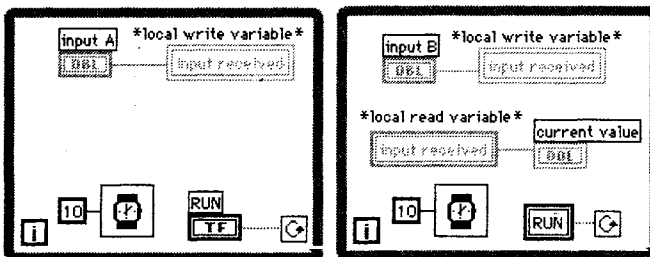 input A
*local write variable*
DBL
input received
10
RUN
TF
i
input B
*local write variable*
DBL
input received
*local read variable*
input received
current value
DBL
10
RUN
i